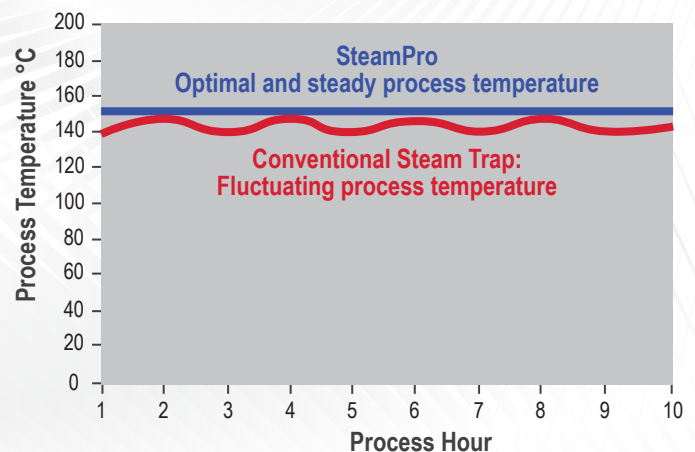 200
180
160
140
120
100
80
60
40
20
0
Process Temperature °C
SteamPro
Optimal and steady process temperature
Conventional Steam Trap:
Fluctuating process temperature
1 2 3 4 5 6 7 8 9 10
Process Hour